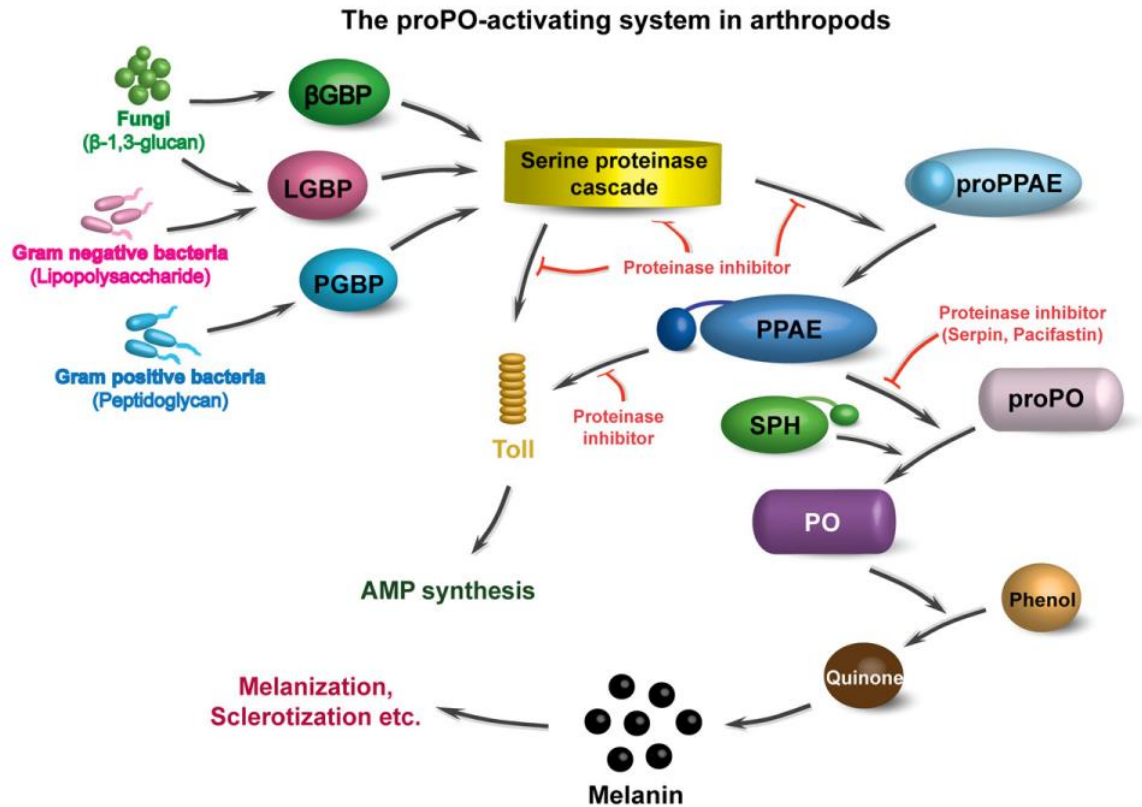 The proPO-activating system in arthropods
Fungi
(β-1,3-glucan)
βGBP
LGBP
Gram negative bacteria
(Lipopolysaccharide)
PGBP
Gram positive bacteria
(Peptidoglycan)
Serine proteinase
cascade
proPPAE
Proteinase inhibitor
PPAE
Proteinase inhibitor
(Serpin, Pacifastin)
proPO
Toll
Proteinase
inhibitor
SPH
PO
AMP synthesis
Phenol
Quinone
Melanization,
Sclerotization etc.
Melanin